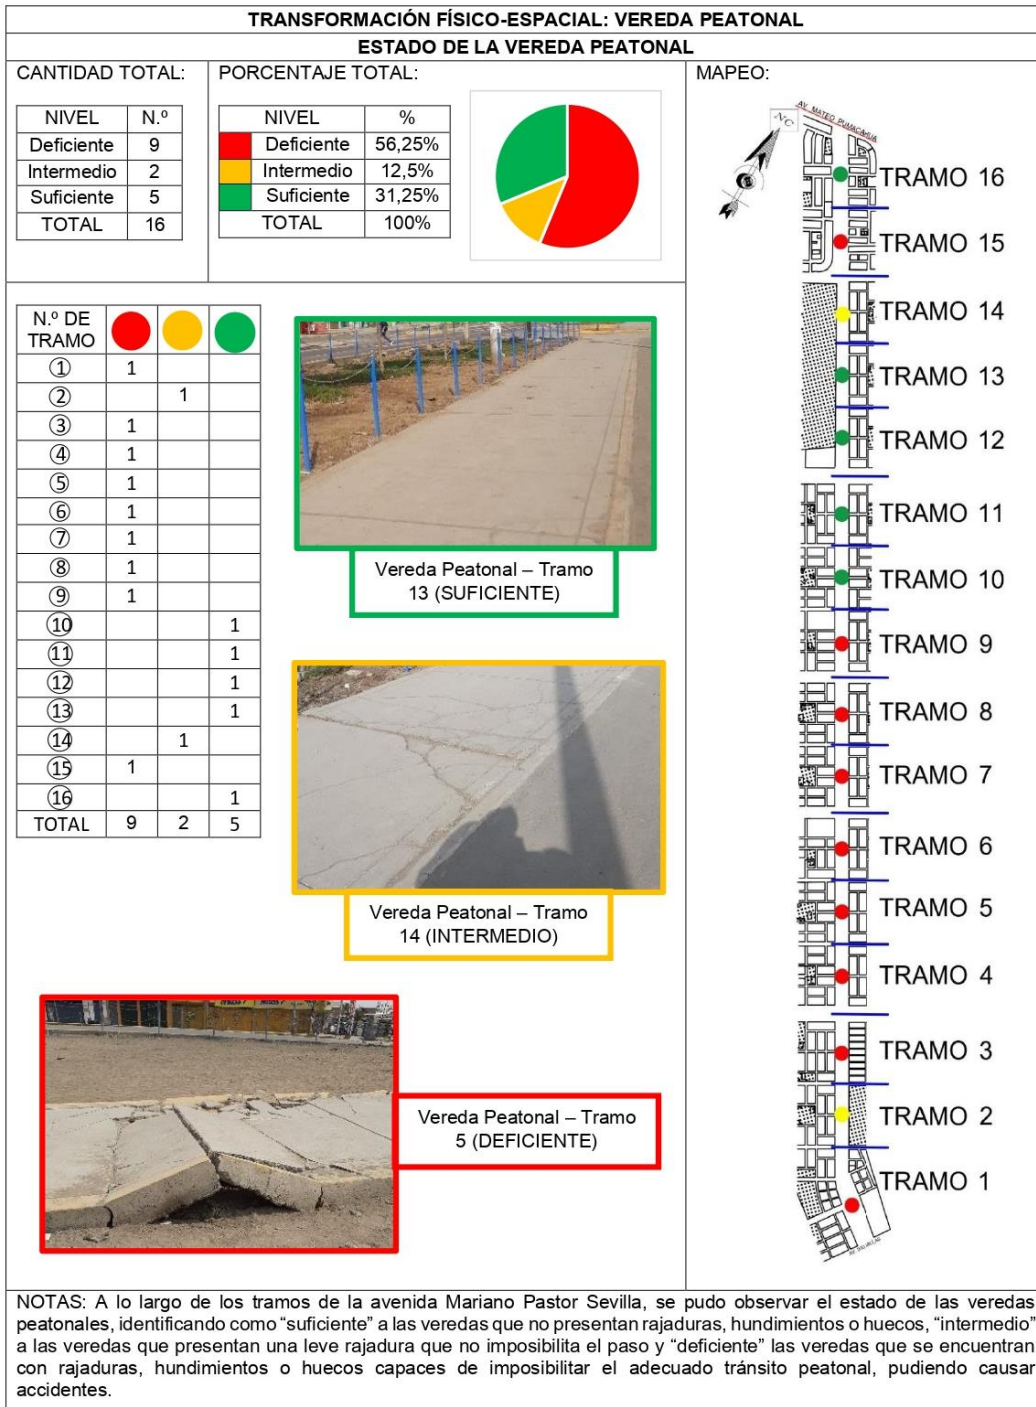 TRANSFORMACIÓN FÍSICO-ESPACIAL: VEREDA PEATONAL
ESTADO DE LA VEREDA PEATONAL
CANTIDAD TOTAL:
NIVEL N.º
Deficiente 9
Intermedio 2
Suficiente 5
TOTAL 16
PORCENTAJE TOTAL:
NIVEL %
Deficiente 56,25%
Intermedio 12,5%
Suficiente 31,25%
TOTAL 100%
N.º DE
TRAMO
① 1
② 1
③ 1
④ 1
⑤ 1
⑥ 1
⑦ 1
⑧ 1
⑨ 1
⑩ 1
⑪ 1
⑫ 1
⑬ 1
⑭ 1
⑮ 1
⑯ 1
TOTAL 9 2 5
Vereda Peatonal – Tramo
13 (SUFICIENTE)
Vereda Peatonal – Tramo
14 (INTERMEDIO)
Vereda Peatonal – Tramo
5 (DEFICIENTE)
MAPEO:
AV. MATEO PUMACAHUA
NC
TRAMO 16
TRAMO 15
TRAMO 14
TRAMO 13
TRAMO 12
TRAMO 11
TRAMO 10
TRAMO 9
TRAMO 8
TRAMO 7
TRAMO 6
TRAMO 5
TRAMO 4
TRAMO 3
TRAMO 2
TRAMO 1
NOTAS: A lo largo de los tramos de la avenida Mariano Pastor Sevilla, se pudo observar el estado de las veredas
peatonales, identificando como “suficiente” a las veredas que no presentan rajaduras, hundimientos o huecos, “intermedio”
a las veredas que presentan una leve rajadura que no imposibilita el paso y “deficiente” las veredas que se encuentran
con rajaduras, hundimientos o huecos capaces de imposibilitar el adecuado tránsito peatonal, pudiendo causar
accidentes.